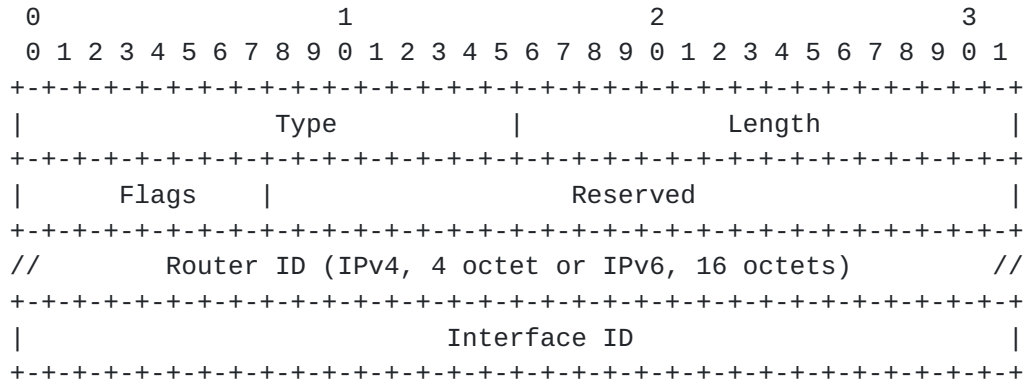 0                   1                   2                   3
 0 1 2 3 4 5 6 7 8 9 0 1 2 3 4 5 6 7 8 9 0 1 2 3 4 5 6 7 8 9 0 1
+-+-+-+-+-+-+-+-+-+-+-+-+-+-+-+-+-+-+-+-+-+-+-+-+-+-+-+-+-+-+-+-+
|                Type           |             Length            |
+-+-+-+-+-+-+-+-+-+-+-+-+-+-+-+-+-+-+-+-+-+-+-+-+-+-+-+-+-+-+-+-+
|      Flags    |                   Reserved                    |
+-+-+-+-+-+-+-+-+-+-+-+-+-+-+-+-+-+-+-+-+-+-+-+-+-+-+-+-+-+-+-+-+
//        Router ID (IPv4, 4 octet or IPv6, 16 octets)         //
+-+-+-+-+-+-+-+-+-+-+-+-+-+-+-+-+-+-+-+-+-+-+-+-+-+-+-+-+-+-+-+-+
|                           Interface ID                        |
+-+-+-+-+-+-+-+-+-+-+-+-+-+-+-+-+-+-+-+-+-+-+-+-+-+-+-+-+-+-+-+-+